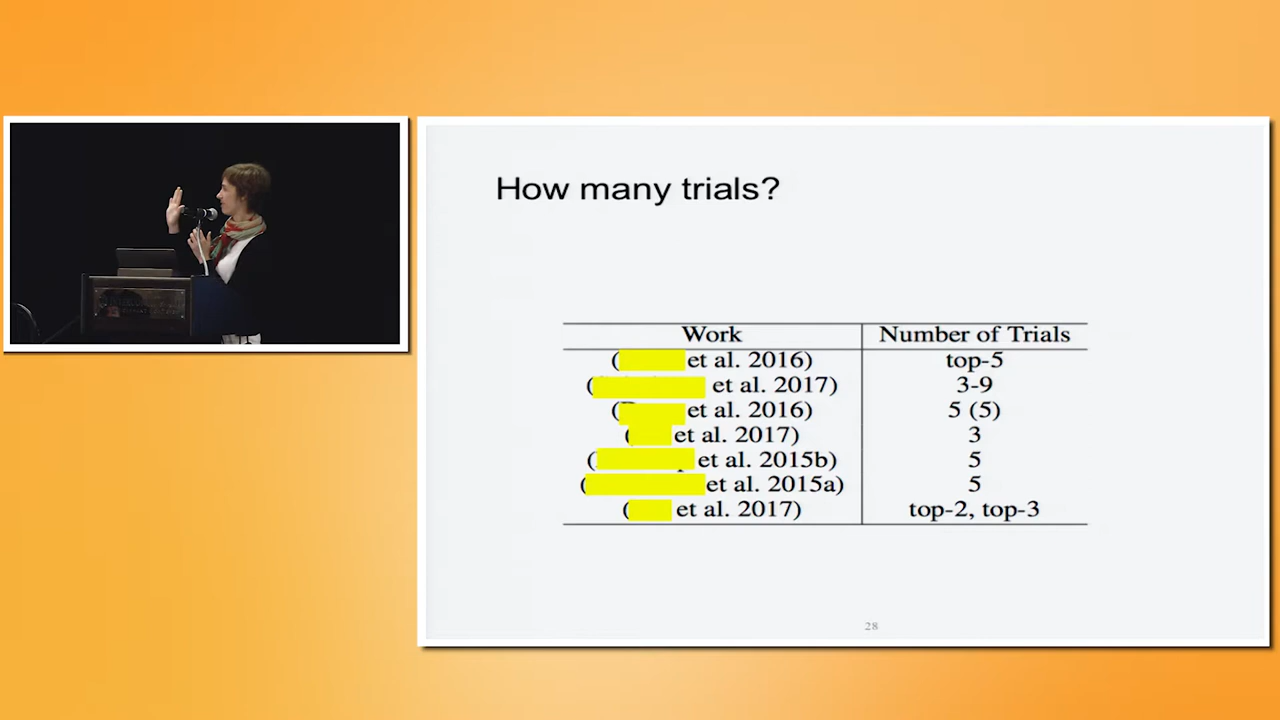 How many trials?
Work Number of Trials
( et al. 2016) top-5
( et al. 2017) 3-9
( et al. 2016) 5 (5)
( et al. 2017) 3
( et al. 2015b) 5
( et al. 2015a) 5
( et al. 2017) top-2, top-3
28